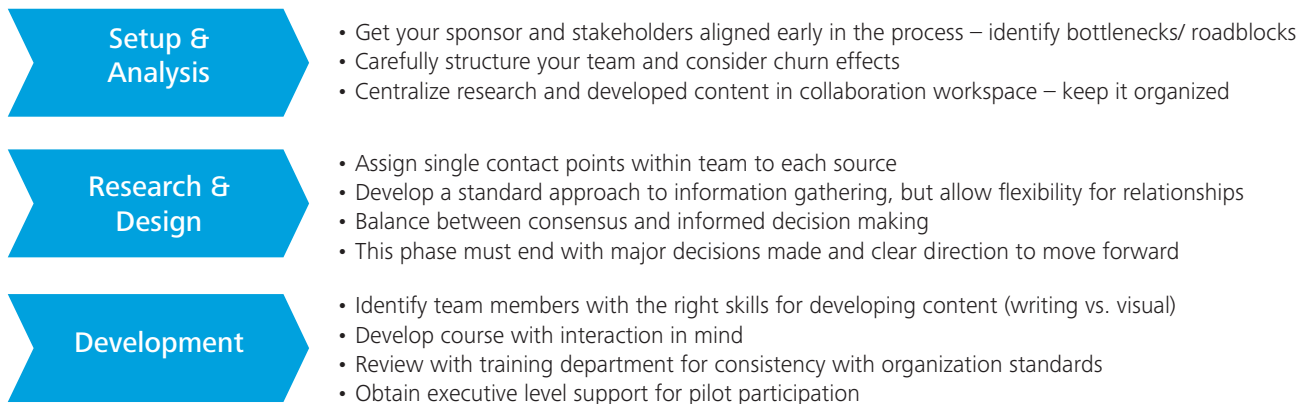 Setup &
Analysis
• Get your sponsor and stakeholders aligned early in the process – identify bottlenecks/ roadblocks
• Carefully structure your team and consider churn effects
• Centralize research and developed content in collaboration workspace – keep it organized
Research &
Design
• Assign single contact points within team to each source
• Develop a standard approach to information gathering, but allow flexibility for relationships
• Balance between consensus and informed decision making
• This phase must end with major decisions made and clear direction to move forward
Development
• Identify team members with the right skills for developing content (writing vs. visual)
• Develop course with interaction in mind
• Review with training department for consistency with organization standards
• Obtain executive level support for pilot participation